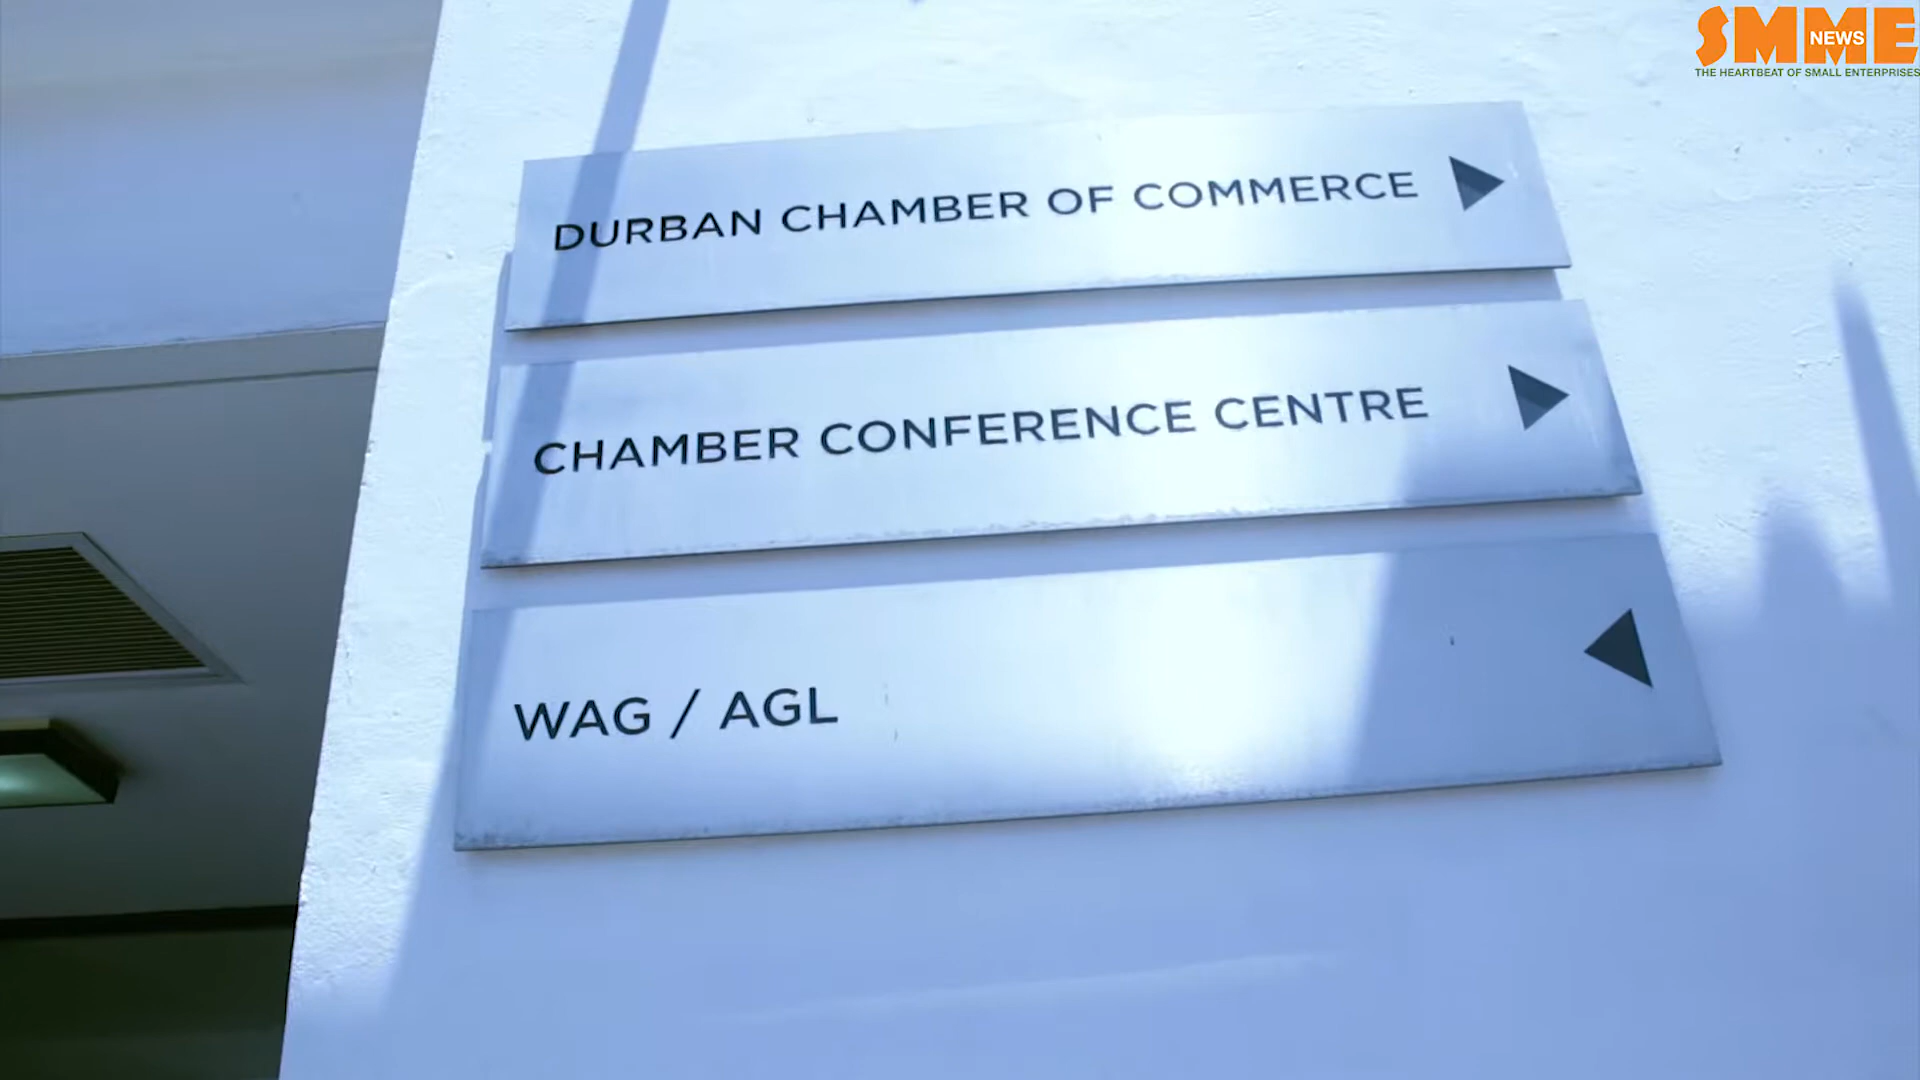 SMME
NEWS
THE HEARTBEAT OF SMALL ENTERPRISES
DURBAN CHAMBER OF COMMERCE
CHAMBER CONFERENCE CENTRE
WAG / AGL